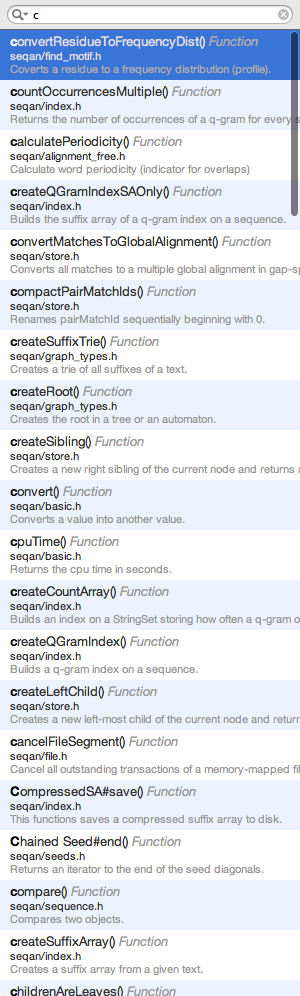 c
convertResidueToFrequencyDist() Function
seqan/find_motif.h
Coverts a residue to a frequency distribution (profile).
countOccurrencesMultiple() Function
seqan/index.h
Returns the number of occurrences of a q-gram for every s
calculatePeriodicity() Function
seqan/alignment_free.h
Calculate word periodicity (indicator for overlaps)
createQGramIndexSAOnly() Function
seqan/index.h
Builds the suffix array of a q-gram index on a sequence.
convertMatchesToGlobalAlignment() Function
seqan/store.h
Converts all matches to a multiple global alignment in gap-sp
compactPairMatchIds() Function
seqan/store.h
Renames pairMatchId sequentially beginning with 0.
createSuffixTrie() Function
seqan/graph_types.h
Creates a trie of all suffixes of a text.
createRoot() Function
seqan/graph_types.h
Creates the root in a tree or an automaton.
createSibling() Function
seqan/store.h
Creates a new right sibling of the current node and returns a
convert() Function
seqan/basic.h
Converts a value into another value.
cpuTime() Function
seqan/basic.h
Returns the cpu time in seconds.
createCountArray() Function
seqan/index.h
Builds an index on a StringSet storing how often a q-gram o
createQGramIndex() Function
seqan/index.h
Builds a q-gram index on a sequence.
createLeftChild() Function
seqan/store.h
Creates a new left-most child of the current node and return
cancelFileSegment() Function
seqan/file.h
Cancel all outstanding transactions of a memory-mapped fil
CompressedSA#save() Function
seqan/index.h
This functions saves a compressed suffix array to disk.
Chained Seed#end() Function
seqan/seeds.h
Returns an iterator to the end of the seed diagonals.
compare() Function
seqan/sequence.h
Compares two objects.
createSuffixArray() Function
seqan/index.h
Creates a suffix array from a given text.
childrenAreLeaves() Function